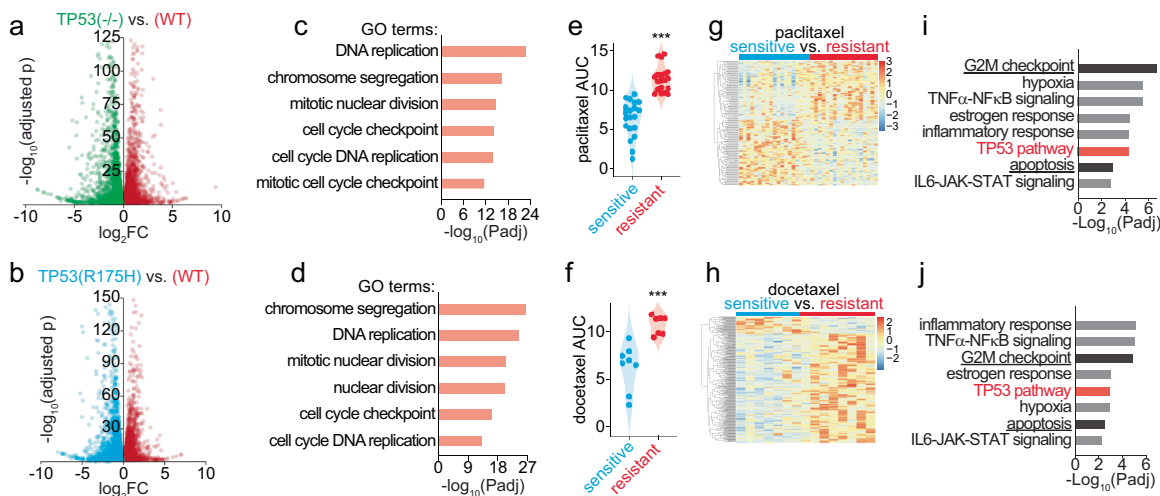 a
TP53(-/-) vs. (WT)
-log10(adjusted p)
125
100
75
50
25
-10 -5 0 5 10
log2FC
b
TP53(R175H) vs. (WT)
-log10(adjusted p)
150
120
90
60
30
-10 -5 0 5 10
log2FC
c
GO terms:
DNA replication
chromosome segregation
mitotic nuclear division
cell cycle checkpoint
cell cycle DNA replication
mitotic cell cycle checkpoint
0 6 12 18 24
-Log10(Padj)
d
GO terms:
chromosome segregation
DNA replication
mitotic nuclear division
nuclear division
cell cycle checkpoint
cell cycle DNA replication
0 9 18 27
-log10(Padj)
e
***
paclitaxel AUC
15
10
5
0
sensitive
resistant
f
***
docetaxel AUC
10
5
0
sensitive
resistant
g
paclitaxel
sensitive vs. resistant
3
2
1
0
−1
−2
−3
h
docetaxel
sensitive vs. resistant
2
1
0
−1
−2
i
G2M checkpoint
hypoxia
TNFα-NFκB signaling
estrogen response
inflammatory response
TP53 pathway
apoptosis
IL6-JAK-STAT signaling
0 2 4 6
-Log10(Padj)
j
inflammatory response
TNFα-NFκB signaling
G2M checkpoint
estrogen response
TP53 pathway
hypoxia
apoptosis
IL6-JAK-STAT signaling
0 2 4 6
-Log10(Padj)